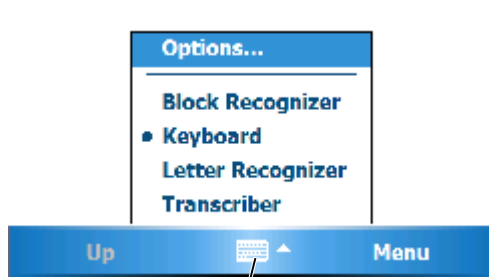 Options...
Block Recognizer
Keyboard
Letter Recognizer
Transcriber
Up Menu